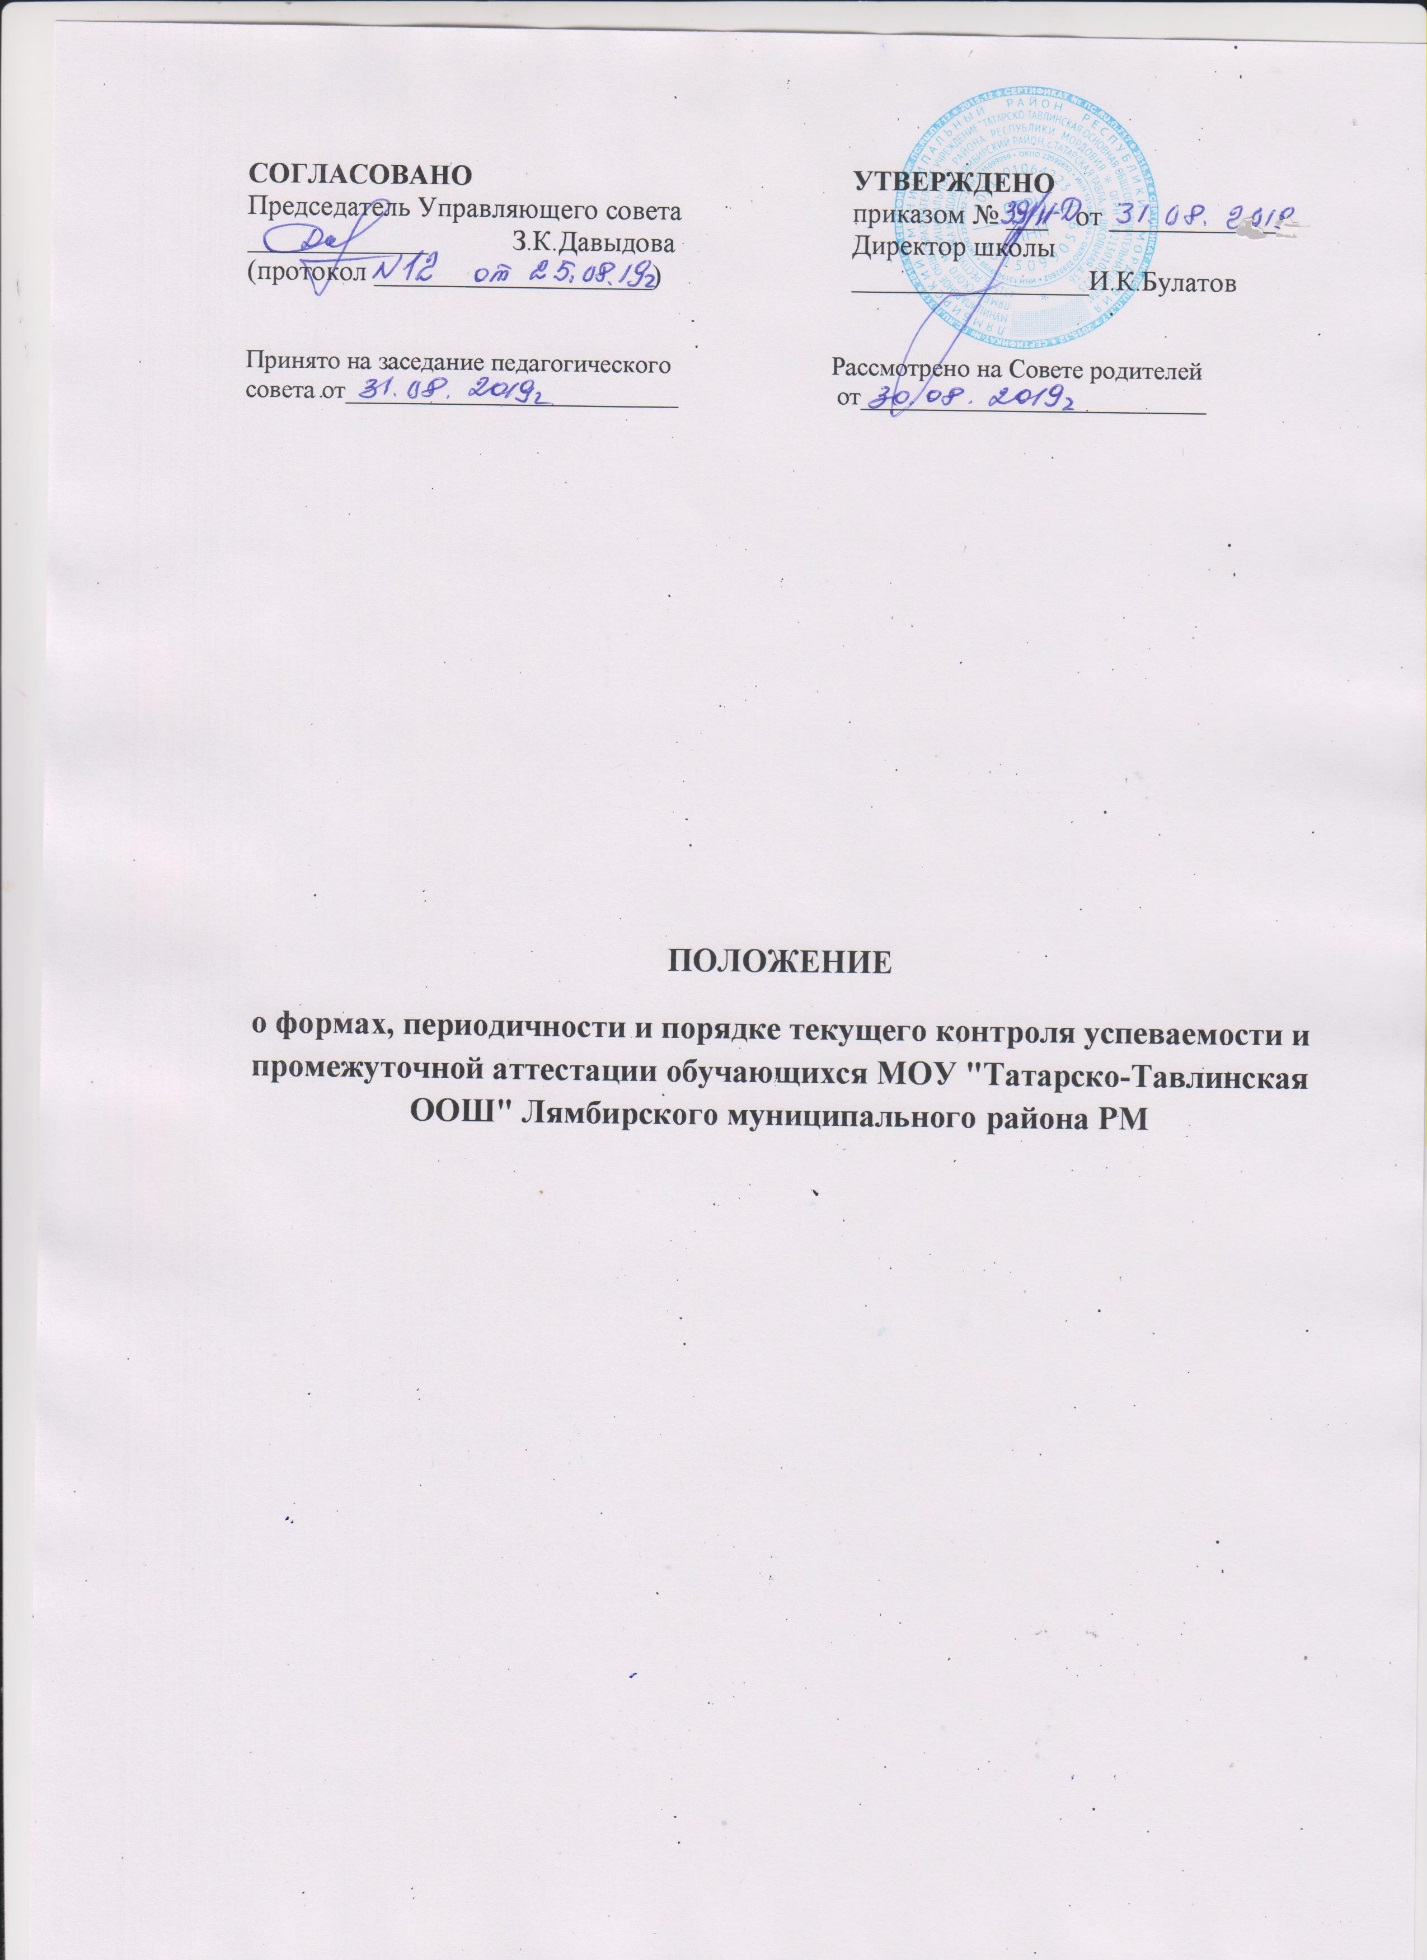 СОГЛАСОВАНО
Председатель Управляющего совета
З.К.Давыдова
(протокол N12 от 25.08.19г)
УТВЕРЖДЕНО
приказом № от 31.08.
Директор школы
И.К.Булатов
Принято на заседание педагогического
совета от 31.08. 2019г
Рассмотрено на Совете родителей
от 30.08. 2019г
ПОЛОЖЕНИЕ
о формах, периодичности и порядке текущего контроля успеваемости и
промежуточной аттестации обучающихся МОУ "Татарско-Тавлинская
ООШ" Лямбирского муниципального района РМ